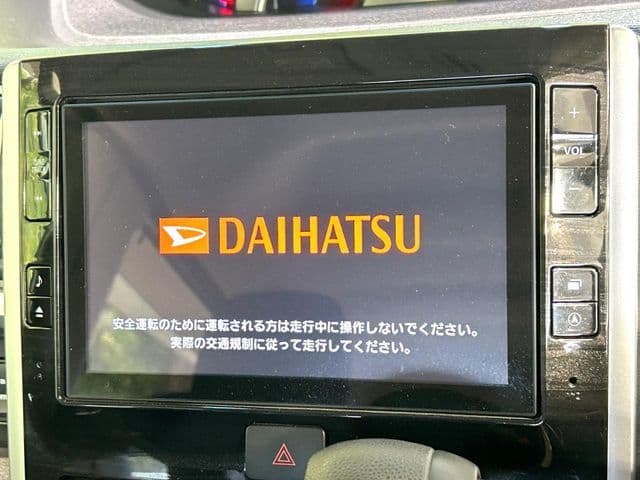 +
VOL
-
DAIHATSU
安全運転のために運転される方は走行中に操作しないでください。
実際の交通規制に従って走行してください。